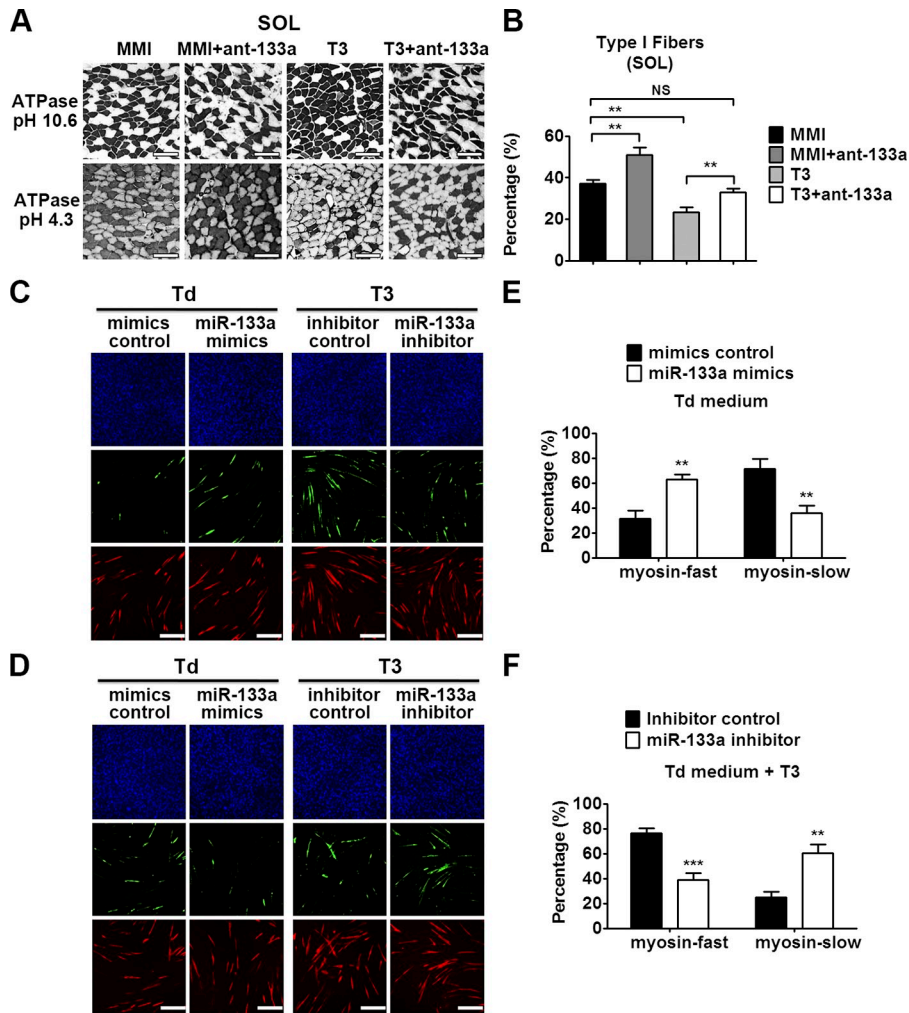 A
SOL
MMI
MMI+ant-133a
T3
T3+ant-133a
ATPase
pH 10.6
ATPase
pH 4.3
B
Type I Fibers
(SOL)
NS
**
**
**
Percentage (%)
60
40
20
0
MMI
MMI+ant-133a
T3
T3+ant-133a
C
Td
T3
mimics
control
miR-133a
mimics
inhibitor
control
miR-133a
inhibitor
E
mimics control
miR-133a mimics
Td medium
Percentage (%)
100
80
60
40
20
0
**
**
myosin-fast
myosin-slow
D
Td
T3
mimics
control
miR-133a
mimics
inhibitor
control
miR-133a
inhibitor
F
Inhibitor control
miR-133a inhibitor
Td medium + T3
Percentage (%)
100
80
60
40
20
0
***
**
myosin-fast
myosin-slow